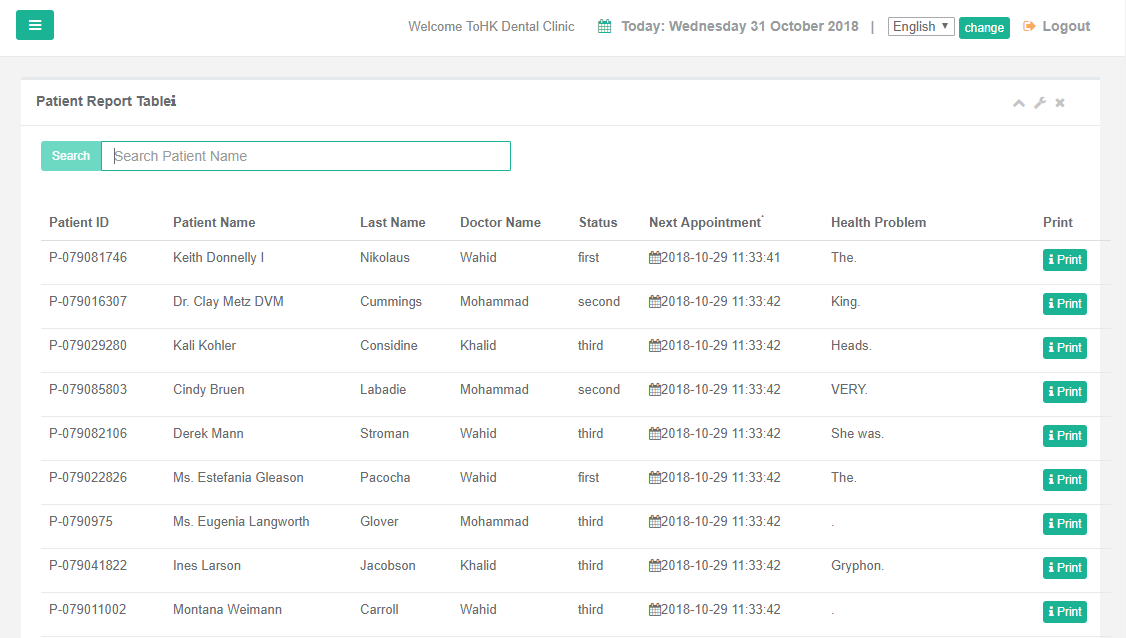 Welcome ToHK Dental Clinic Today: Wednesday 31 October 2018 | English change Logout
Patient Report Table
Search Search Patient Name
Patient ID Patient Name Last Name Doctor Name Status Next Appointment Health Problem Print
P-079081746 Keith Donnelly I Nikolaus Wahid first 2018-10-29 11:33:41 The. Print
P-079016307 Dr. Clay Metz DVM Cummings Mohammad second 2018-10-29 11:33:42 King. Print
P-079029280 Kali Kohler Considine Khalid third 2018-10-29 11:33:42 Heads. Print
P-079085803 Cindy Bruen Labadie Mohammad second 2018-10-29 11:33:42 VERY. Print
P-079082106 Derek Mann Stroman Wahid third 2018-10-29 11:33:42 She was. Print
P-079022826 Ms. Estefania Gleason Pacocha Wahid first 2018-10-29 11:33:42 The. Print
P-0790975 Ms. Eugenia Langworth Glover Mohammad third 2018-10-29 11:33:42 . Print
P-079041822 Ines Larson Jacobson Khalid third 2018-10-29 11:33:42 Gryphon. Print
P-079011002 Montana Weimann Carroll Wahid third 2018-10-29 11:33:42 . Print